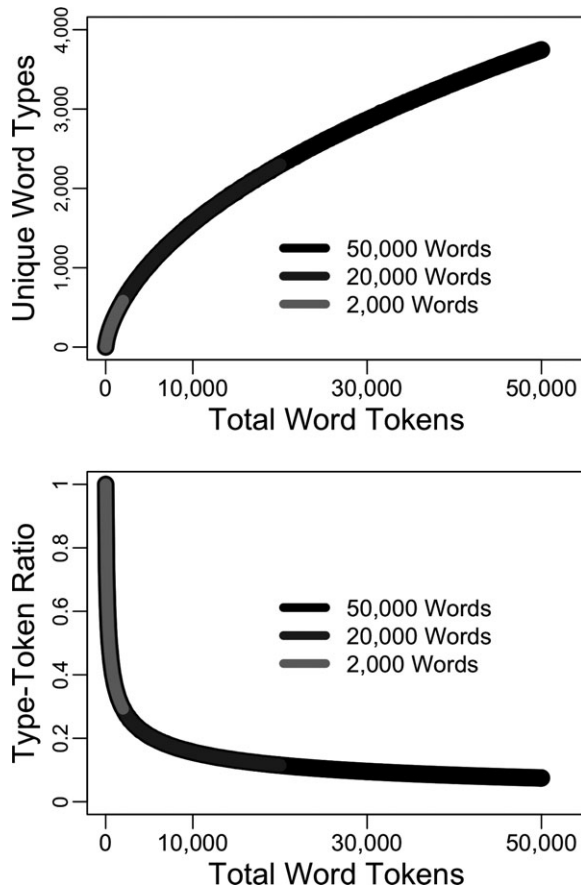 Unique Word Types
4,000
3,000
2,000
1,000
0
50,000 Words
20,000 Words
2,000 Words
0 10,000 30,000 50,000
Total Word Tokens
Type-Token Ratio
1
0.8
0.6
0.4
0.2
0
50,000 Words
20,000 Words
2,000 Words
0 10,000 30,000 50,000
Total Word Tokens